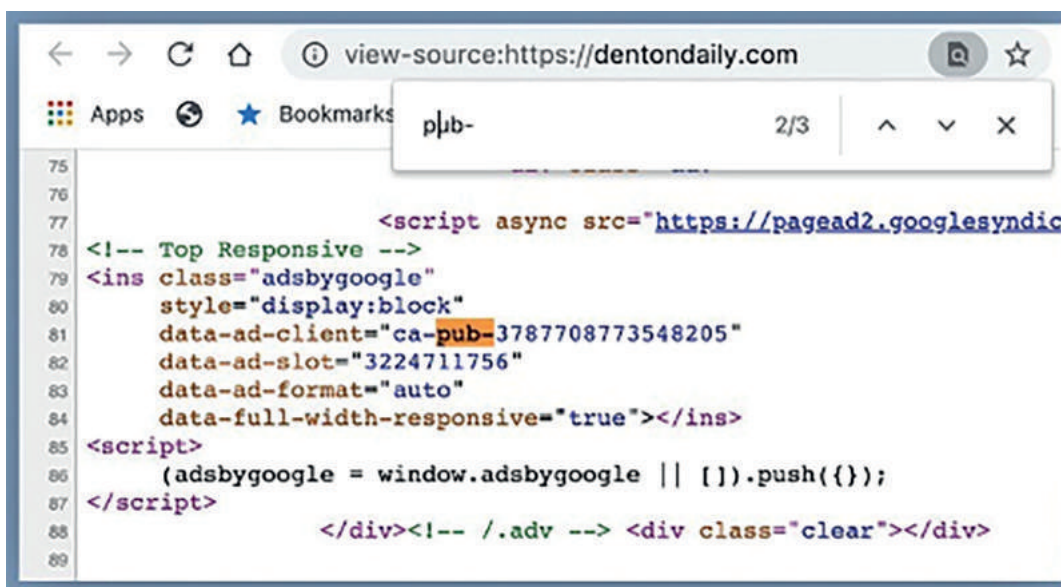 view-source:https://dentondaily.com
Apps Bookmarks
pub- 2/3
75
76
77 <script async src="https://pagead2.googlesyndic
78 <!-- Top Responsive -->
79 <ins class="adsbygoogle"
80 style="display:block"
81 data-ad-client="ca-pub-3787708773548205"
82 data-ad-slot="3224711756"
83 data-ad-format="auto"
84 data-full-width-responsive="true"></ins>
85 <script>
86 (adsbygoogle = window.adsbygoogle || []).push({});
87 </script>
88 </div><!-- /.adv --> <div class="clear"></div>
89